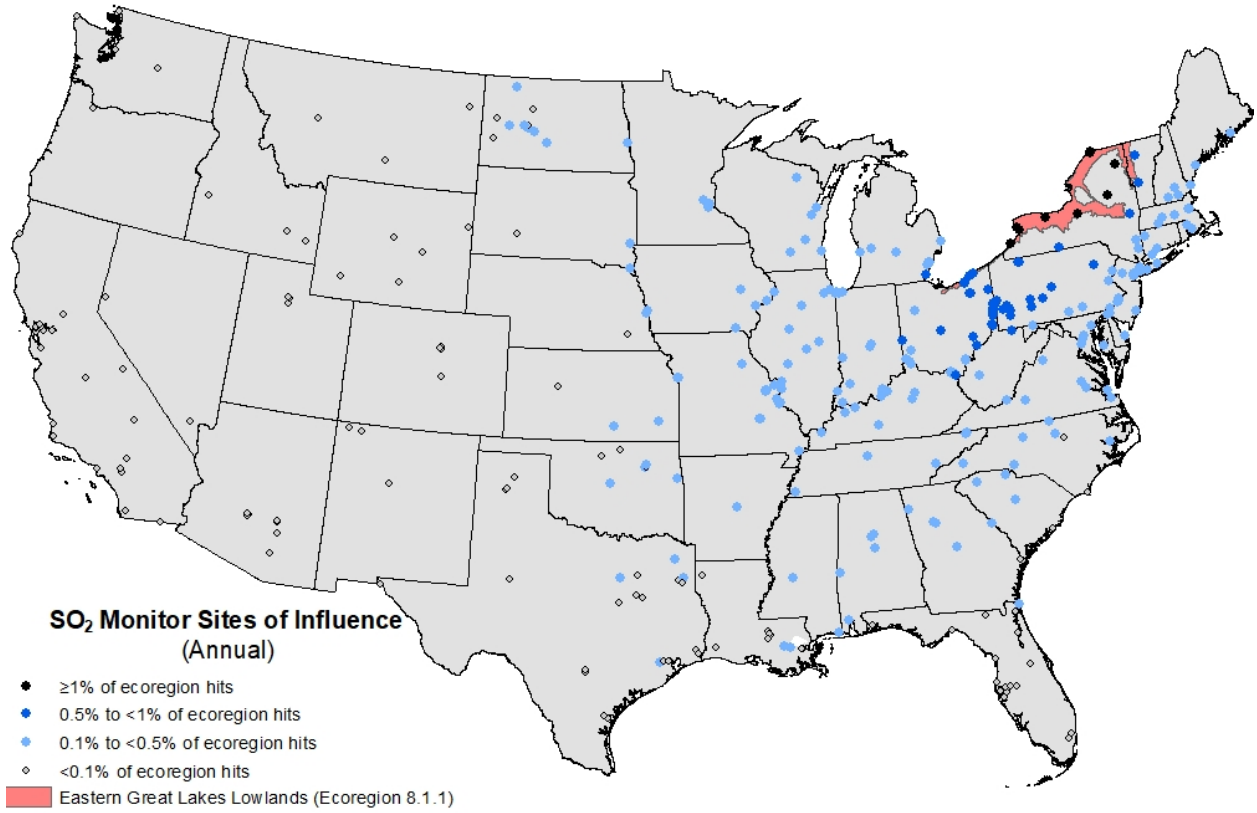 SO₂ Monitor Sites of Influence
(Annual)
≥1% of ecoregion hits
0.5% to <1% of ecoregion hits
0.1% to <0.5% of ecoregion hits
<0.1% of ecoregion hits
Eastern Great Lakes Lowlands (Ecoregion 8.1.1)